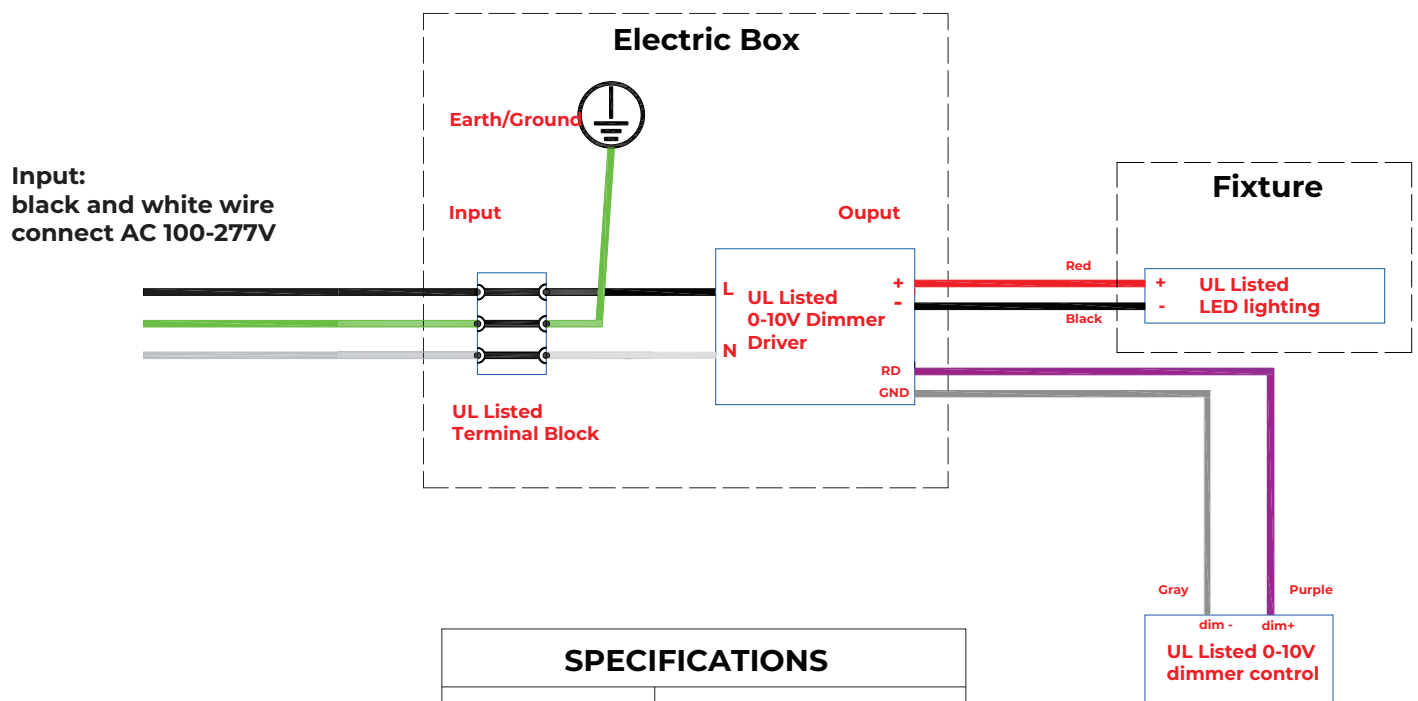 Electric Box
Earth/Ground
Input:
black and white wire
connect AC 100-277V
Input
Ouput
Fixture
L
N
UL Listed
0-10V Dimmer
Driver
+
-
RD
GND
Red
Black
+
-
UL Listed
LED lighting
UL Listed
Terminal Block
Gray
Purple
dim -
dim+
UL Listed 0-10V
dimmer control
SPECIFICATIONS